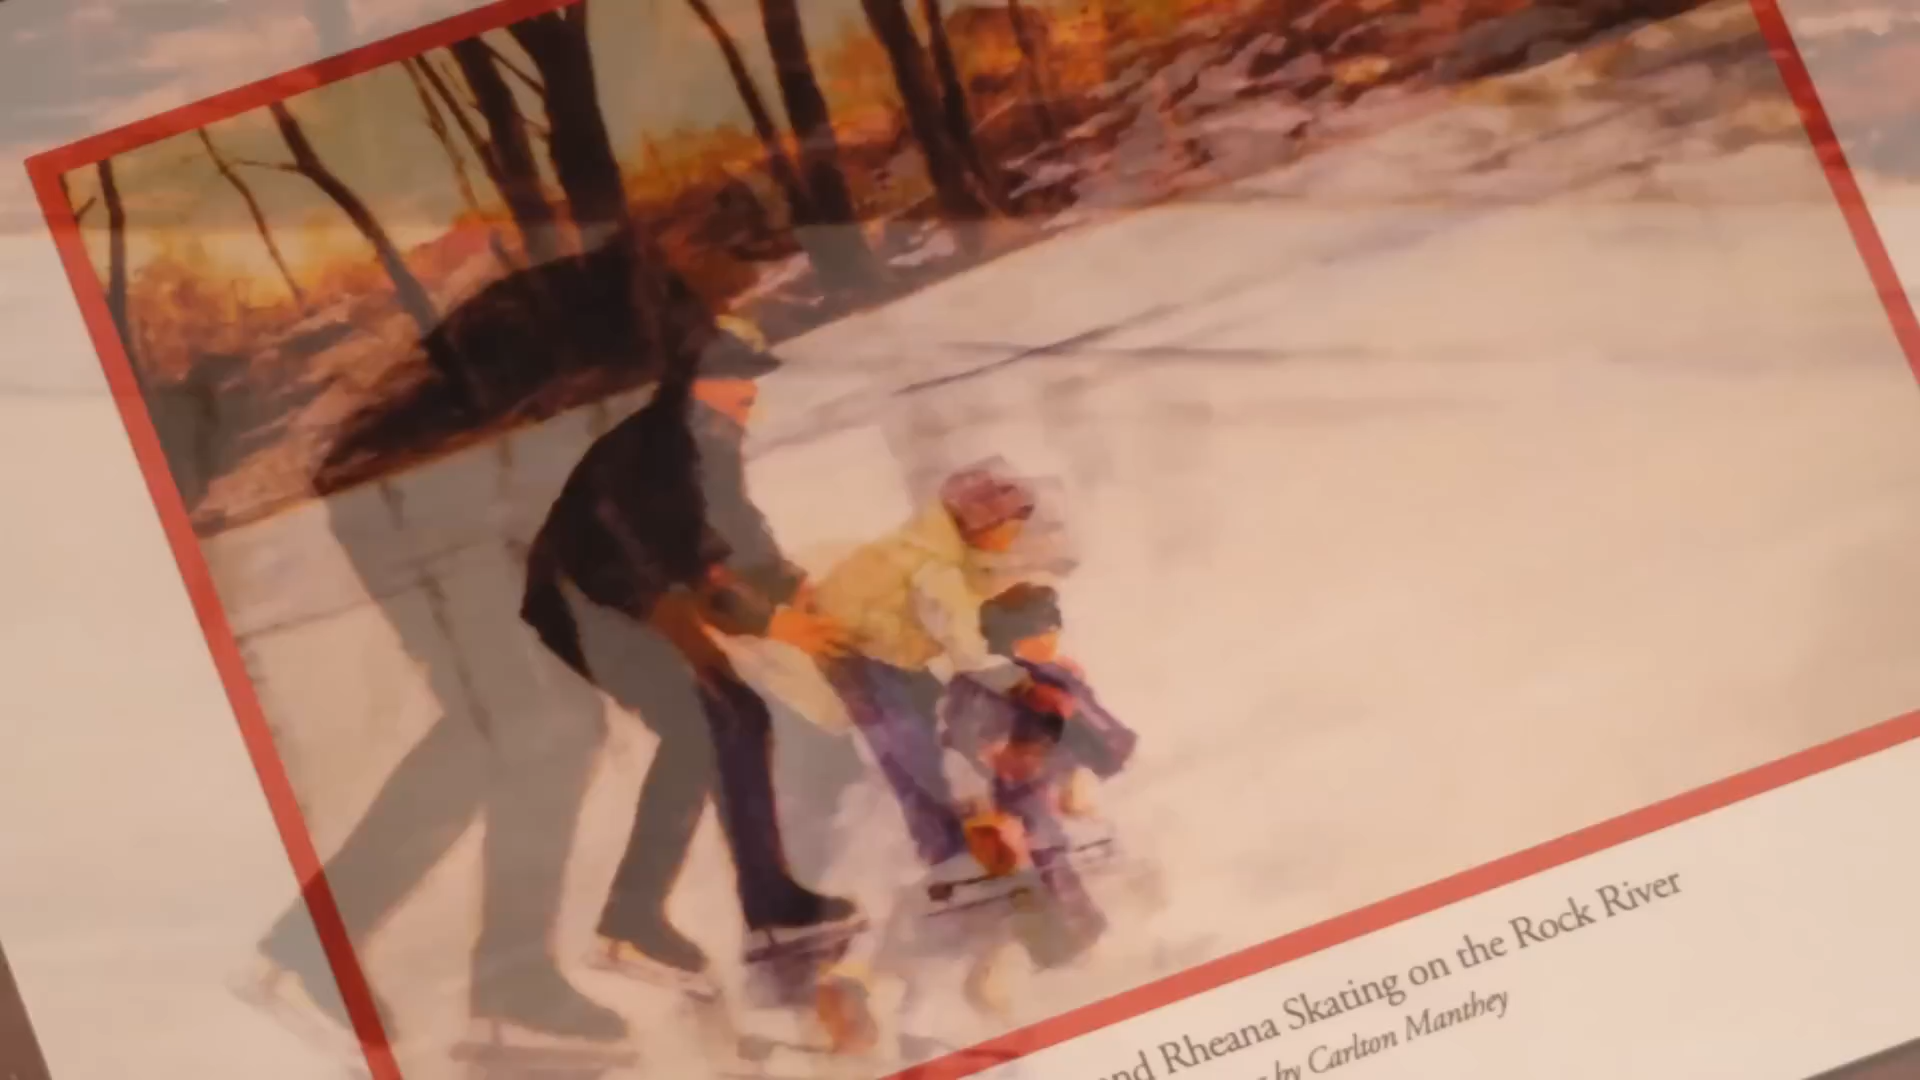 and Rheana Skating on the Rock River
by Carlton Manthey